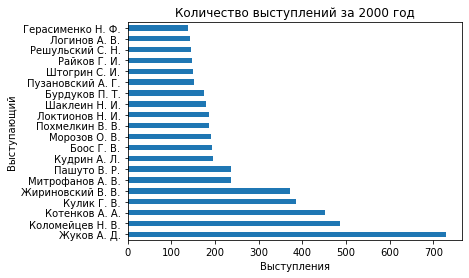 Количество выступлений за 2000 год
Выступающий
Герасименко Н. Ф.
Логинов А. В.
Решульский С. Н.
Райков Г. И.
Штогрин С. И.
Пузановский А. Г.
Бурдуков П. Т.
Шаклеин Н. И.
Локтионов Н. И.
Похмелкин В. В.
Морозов О. В.
Боос Г. В.
Кудрин А. Л.
Пашуто В. Р.
Митрофанов А. В.
Жириновский В. В.
Кулик Г. В.
Котенков А. А.
Коломейцев Н. В.
Жуков А. Д.
0 100 200 300 400 500 600 700
Выступления